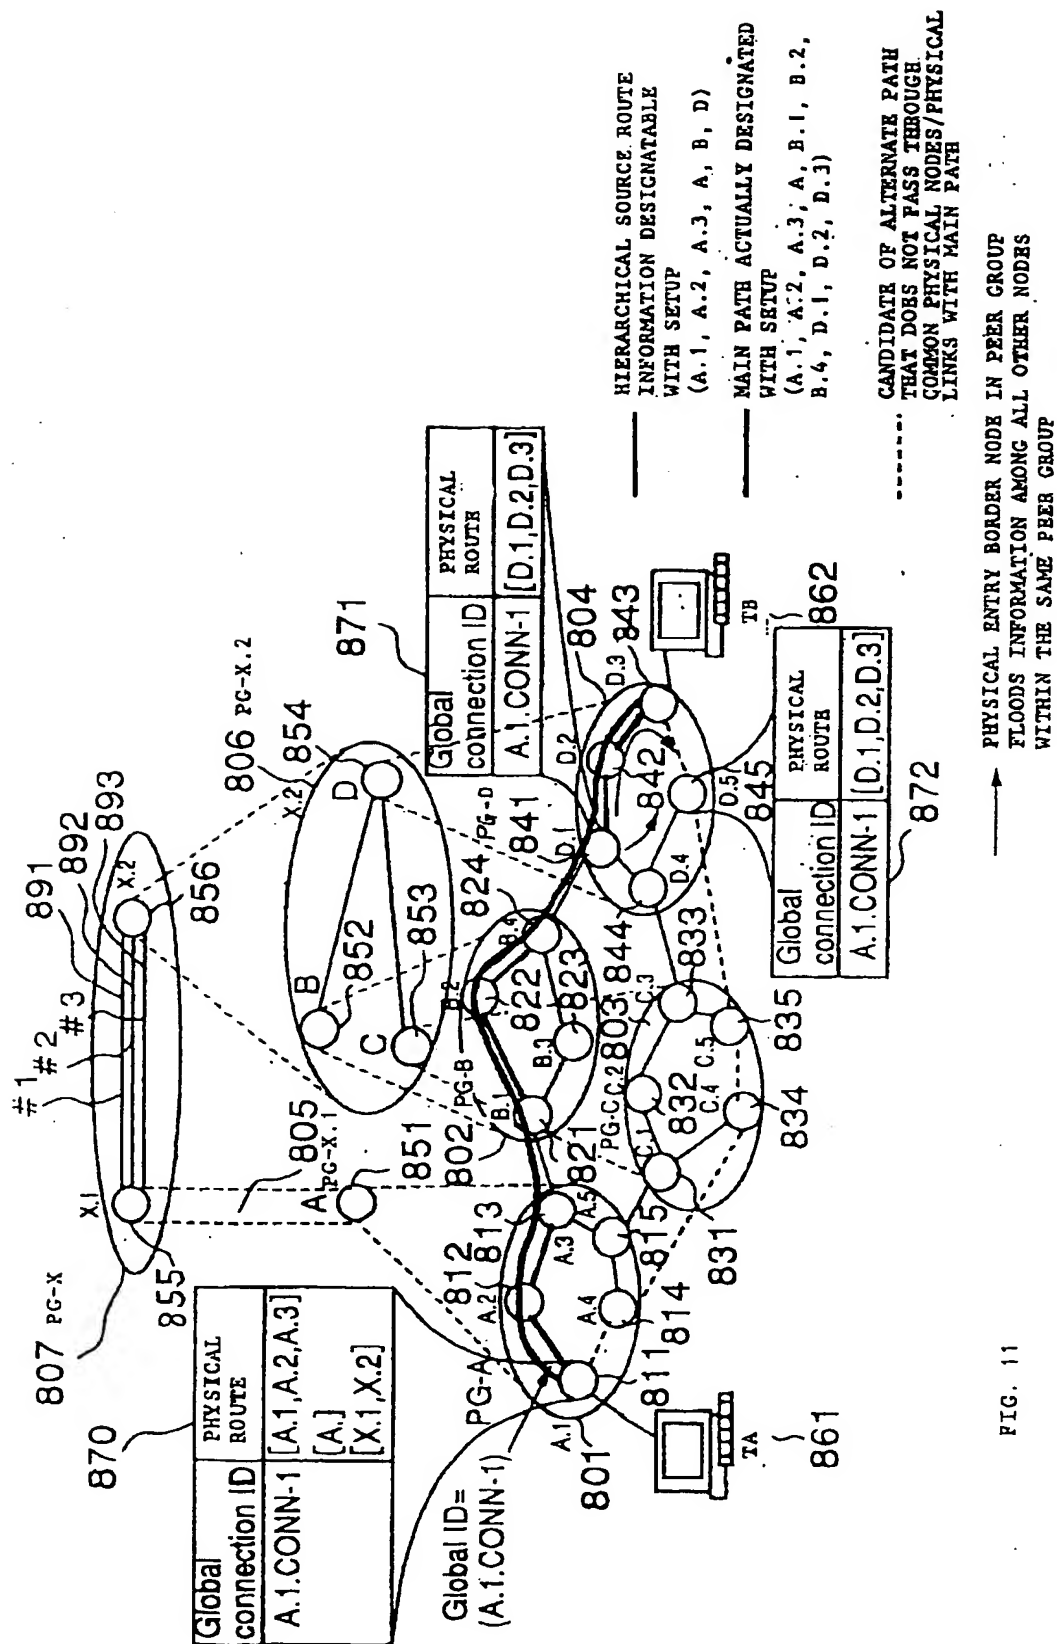 807 PG-X
X.1
855
#1
#2
#3
891
892
893
X.2
856
870
Global connection ID
PHYSICAL ROUTE
A.1.CONN-1
[A.1,A.2,A.3]
[A.]
[X.1,X.2]
805
A
PG-X.1
851
806 PG-X.2
X.2
854
B
852
C
853
D
871
Global connection ID
PHYSICAL ROUTE
A.1.CONN-1
[D.1,D.2,D.3]
Global ID=
(A.1.CONN-1)
PG-A
A.1
811
801
A.2
812
A.3
813
A.4
814
A.5
815
TA
861
802
PG-B
B.1
821
B.2
822
B.3
823
B.4
824
PG-C
803
C.1
831
C.2
832
C.3
833
C.4
834
C.5
835
PG-D
804
D.1
841
D.2
842
D.3
843
D.4
844
D.5
845
TB
862
Global connection ID
PHYSICAL ROUTE
A.1.CONN-1
[D.1,D.2,D.3]
872
HIERARCHICAL SOURCE ROUTE
INFORMATION DESIGNATABLE
WITH SETUP
(A.1, A.2, A.3, A, B, D)
MAIN PATH ACTUALLY DESIGNATED
WITH SETUP
(A.1, A.2, A.3, A, B.1, B.2,
B.4, D.1, D.2, D.3)
CANDIDATE OF ALTERNATE PATH
THAT DOES NOT PASS THROUGH
COMMON PHYSICAL NODES/PHYSICAL
LINKS WITH MAIN PATH
PHYSICAL ENTRY BORDER NODE IN PEER GROUP
FLOODS INFORMATION AMONG ALL OTHER NODES
WITHIN THE SAME PEER GROUP
FIG. 11